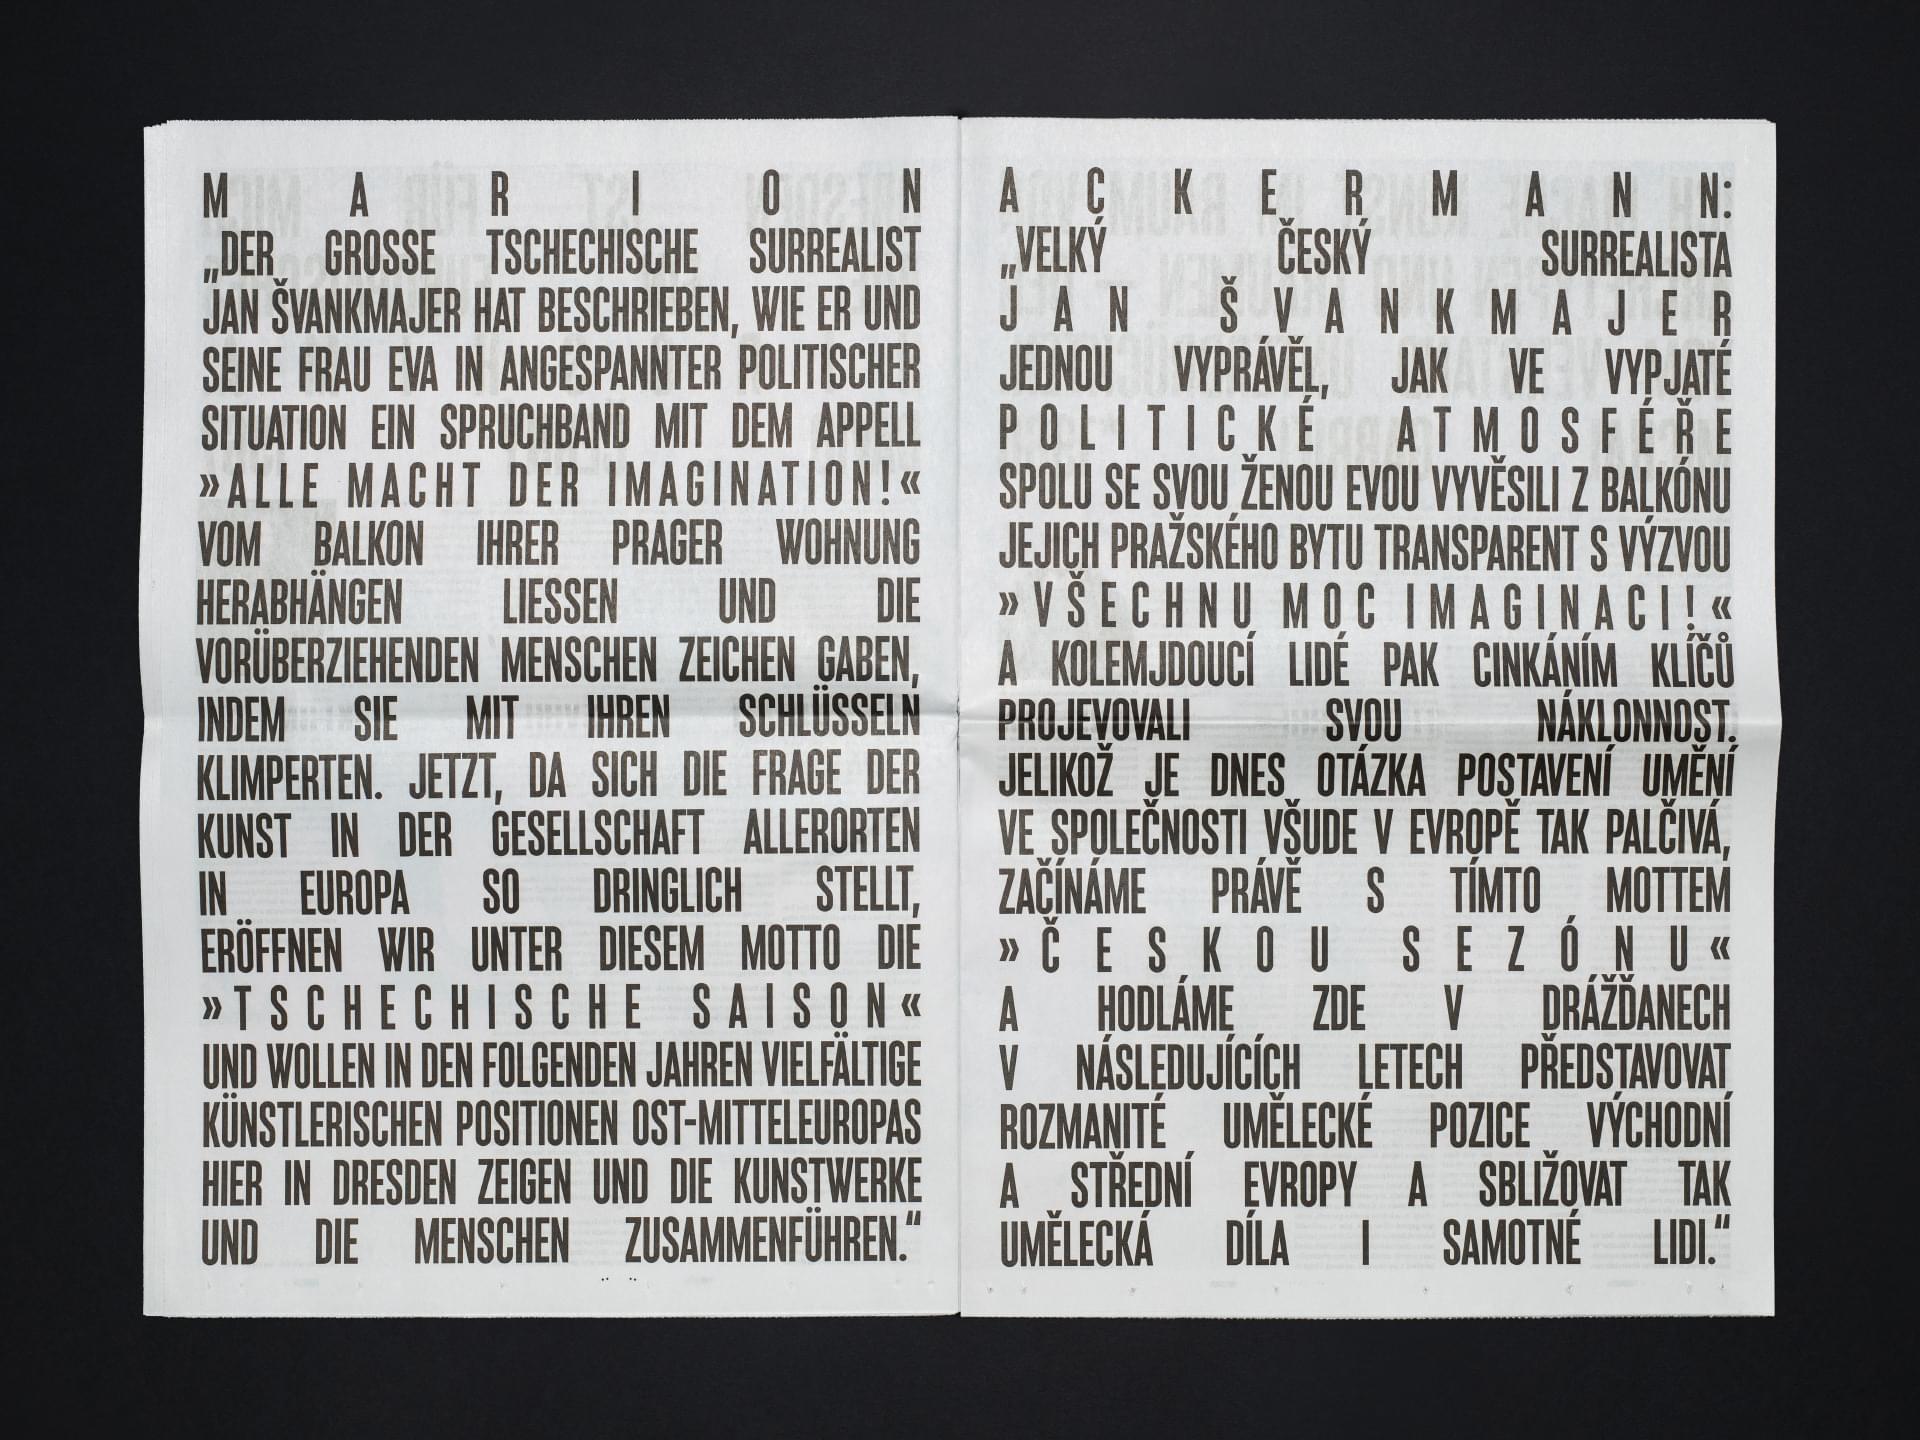 MARION
„DER GROSSE TSCHECHISCHE SURREALIST
JAN ŠVANKMAJER HAT BESCHRIEBEN, WIE ER UND
SEINE FRAU EVA IN ANGESPANNTER POLITISCHER
SITUATION EIN SPRUCHBAND MIT DEM APPELL
»ALLE MACHT DER IMAGINATION!«
VOM BALKON IHRER PRAGER WOHNUNG
HERABHÄNGEN LIESSEN UND DIE
VORÜBERZIEHENDEN MENSCHEN ZEICHEN GABEN,
INDEM SIE MIT IHREN SCHLÜSSELN
KLIMPERTEN. JETZT, DA SICH DIE FRAGE DER
KUNST IN DER GESELLSCHAFT ALLERORTEN
IN EUROPA SO DRINGLICH STELLT,
ERÖFFNEN WIR UNTER DIESEM MOTTO DIE
»TSCHECHISCHE SAISON«
UND WOLLEN IN DEN FOLGENDEN JAHREN VIELFÄLTIGE
KÜNSTLERISCHEN POSITIONEN OST-MITTELEUROPAS
HIER IN DRESDEN ZEIGEN UND DIE KUNSTWERKE
UND DIE MENSCHEN ZUSAMMENFÜHREN.“
ACKERMANN:
„VELKÝ ČESKÝ SURREALISTA
JAN ŠVANKMAJER
JEDNOU VYPRÁVĚL, JAK VE VYPJATÉ
POLITICKÉ ATMOSFÉŘE
SPOLU SE SVOU ŽENOU EVOU VYVĚSILI Z BALKÓNU
JEJICH PRAŽSKÉHO BYTU TRANSPARENT S VÝZVOU
»VŠECHNU MOC IMAGINACI!«
A KOLEMJDOUCÍ LIDÉ PAK CINKÁNÍM KLÍČŮ
PROJEVOVALI SVOU NÁKLONNOST.
JELIKOŽ JE DNES OTÁZKA POSTAVENÍ UMĚNÍ
VE SPOLEČNOSTI VŠUDE V EVROPĚ TAK PALČIVÁ,
ZAČÍNÁME PRÁVĚ S TÍMTO MOTTEM
»ČESKOU SEZÓNU«
A HODLÁME ZDE V DRÁŽĎANECH
V NÁSLEDUJÍCÍCH LETECH PŘEDSTAVOVAT
ROZMANITÉ UMĚLECKÉ POZICE VÝCHODNÍ
A STŘEDNÍ EVROPY A SBLIŽOVAT TAK
UMĚLECKÁ DÍLA I SAMOTNÉ LIDI.“